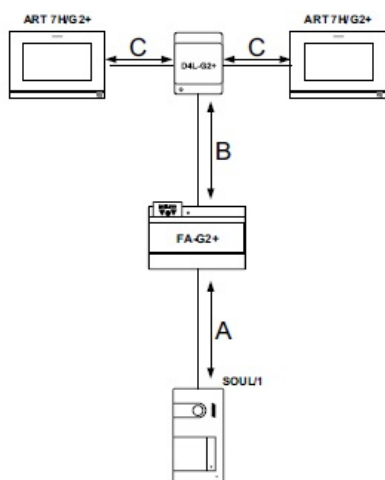 ART 7H/G2+
ART 7H/G2+
C
C
D4L-G2+
B
FA-G2+
A
SOUL/1